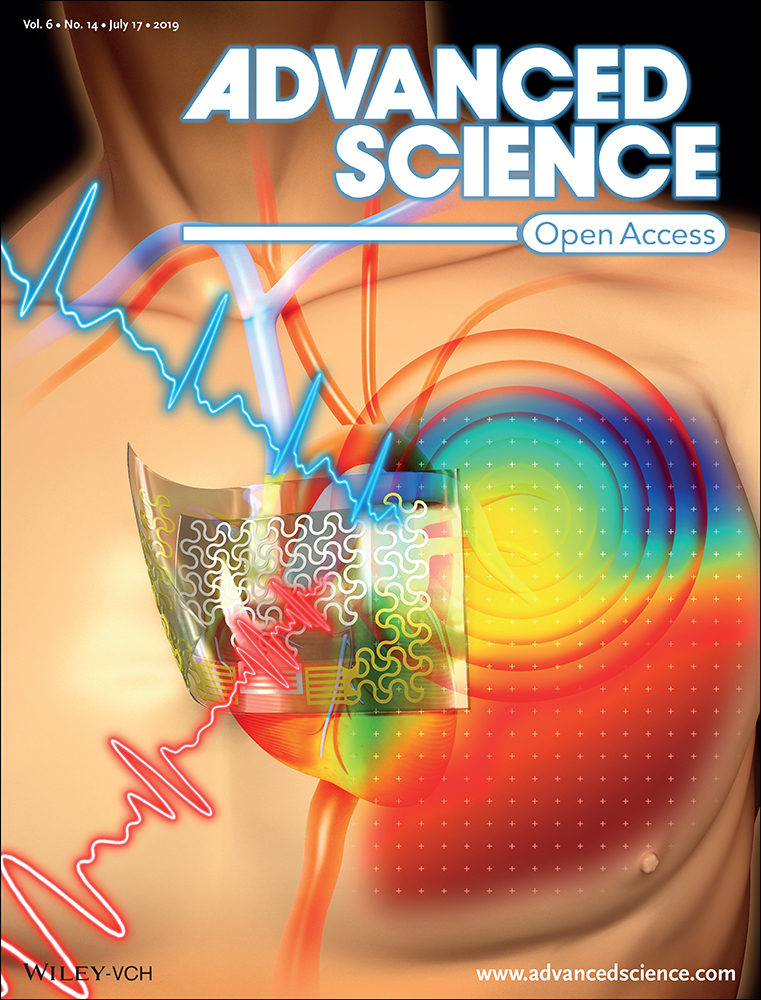 Vol. 6 • No. 14 • July 17 • 2019
ADVANCED
SCIENCE
Open Access
WILEY-VCH
www.advancedscience.com